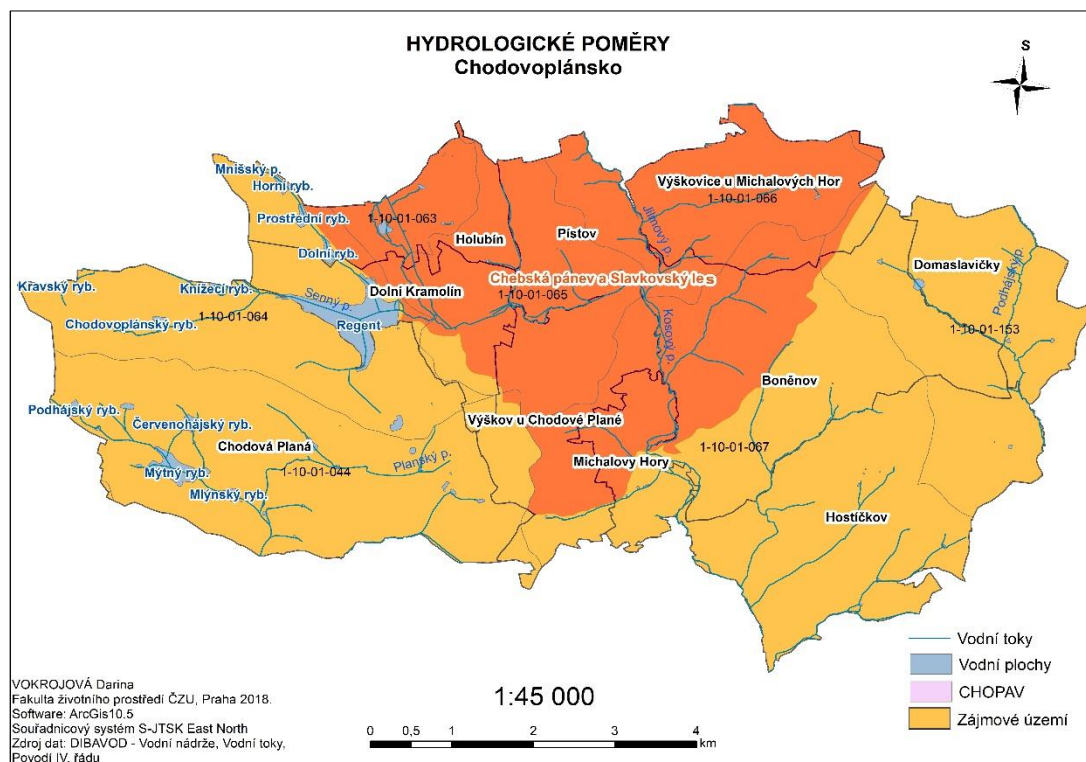 HYDROLOGICKÉ POMĚRY
Chodovoplánsko
S
Mnišský p.
Horní ryb.
Výškovice u Michalových Hor
1-10-01-066
Prostřední ryb.
1-10-01-063
Jilmový p.
Holubín
Pístov
Dolní ryb.
Domaslavičky
Podhájský p.
Chebská pánev a Slavkovský les
Kravský ryb.
Knížecí ryb.
Senný p.
Dolní Kramolín
1-10-01-065
Chodovoplánský ryb.
1-10-01-064
Regent
Kosový p.
1-10-01-153
Boněnov
Podhájský ryb.
Červenohájský ryb.
Výškov u Chodové Plané
Chodová Planá
1-10-01-067
Plánský p.
Michalovy Hory
Mýtný ryb.
1-10-01-044
Mlýnský ryb.
Hostíčkov
Vodní toky
Vodní plochy
CHOPAV
Zájmové území
VOKROJOVÁ Darina
Fakulta životního prostředí ČZU, Praha 2018.
Software: ArcGis10.5
Souřadnicový systém S-JTSK East North
Zdroj dat: DIBAVOD - Vodní nádrže, Vodní toky,
Povodí IV. řádu
1:45 000
0 0,5 1 2 3 4
km